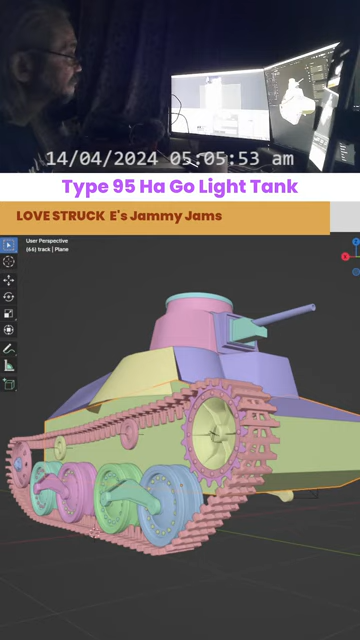 14/04/2024 05:05:53 am
Type 95 Ha Go Light Tank
LOVE STRUCK E's Jammy Jams
User Perspective
(66) track | Plane